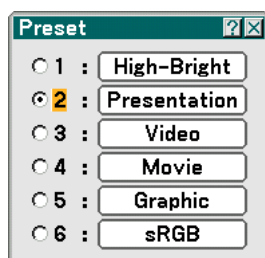 Preset ? X
1 : High-Bright
2 : Presentation
3 : Video
4 : Movie
5 : Graphic
6 : sRGB